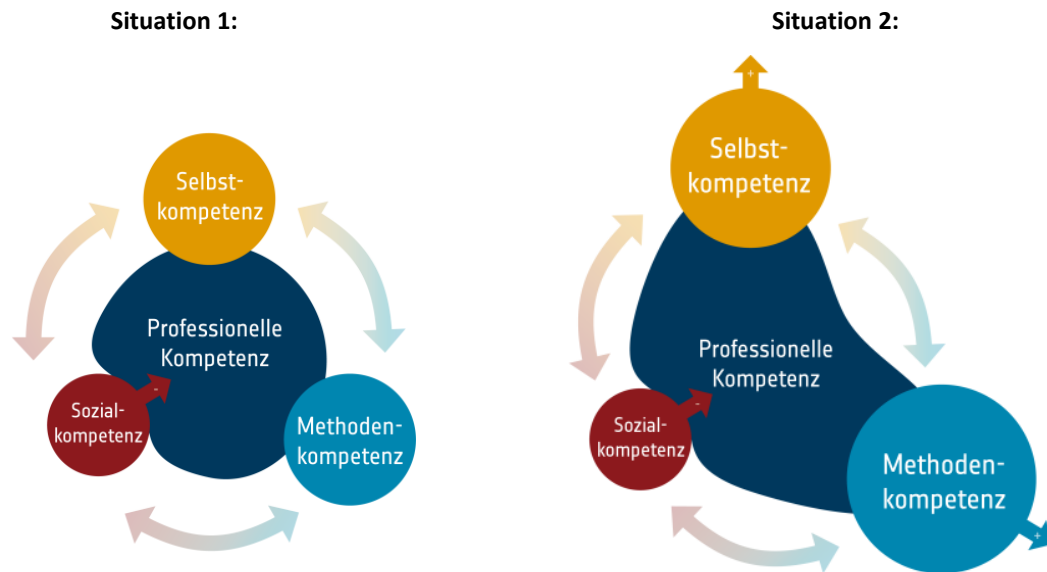 Situation 1:
Selbst-
kompetenz
Professionelle
Kompetenz
-
Sozial-
kompetenz
Methoden-
kompetenz
Situation 2:
+
Selbst-
kompetenz
Professionelle
Kompetenz
-
Sozial-
kompetenz
Methoden-
kompetenz
+